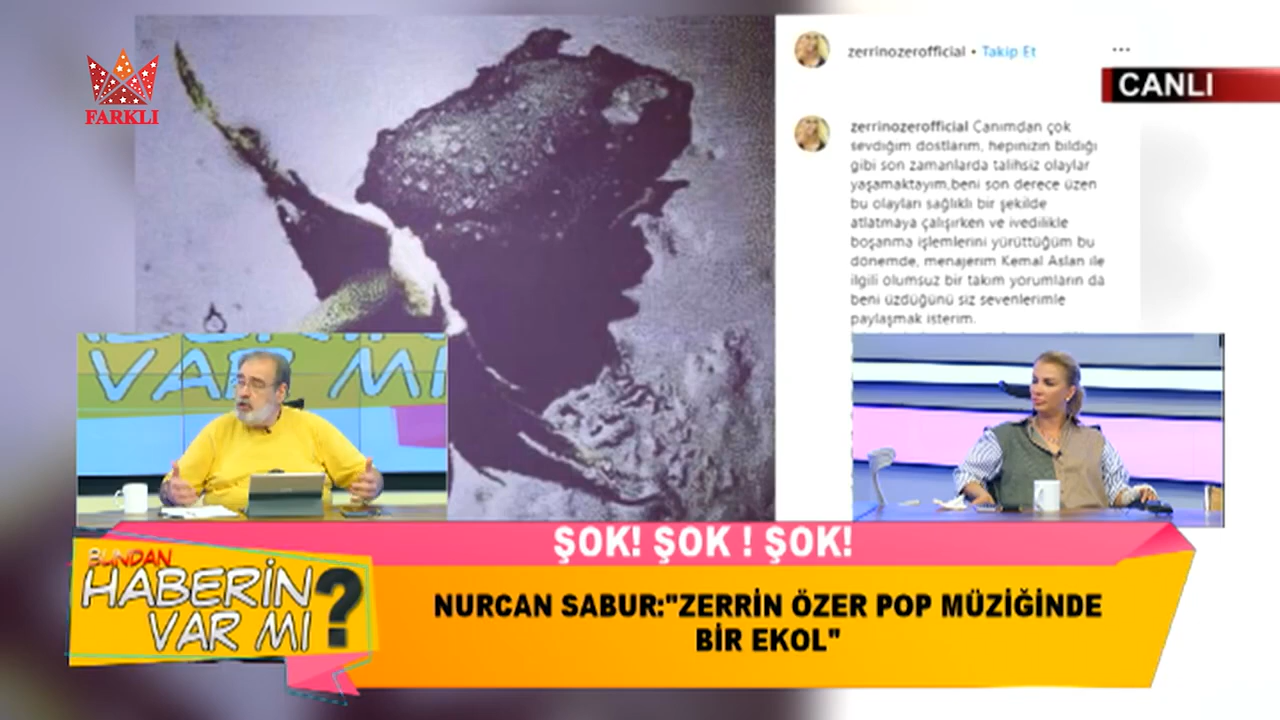 FARKLI
zerrinozerofficial • Takip Et
CANLI
zerrinozerofficial Canımdan çok
sevdiğim dostlarım, hepinizin bildiği
gibi son zamanlarda talihsiz olaylar
yaşamaktayım,beni son derece üzen
bu olayları sağlıklı bir şekilde
atlatmaya çalışırken ve ivedilikle
boşanma işlemlerini yürüttüğüm bu
dönemde, menajerim Kemal Aslan ile
ilgili olumsuz bir takım yorumların da
beni üzdüğünü siz sevenlerimle
paylaşmak isterim.
VAR MI
ŞOK! ŞOK ! ŞOK!
BUNDAN
HABERİN
VAR MI ?
NURCAN SABUR:"ZERRİN ÖZER POP MÜZİĞİNDE
BİR EKOL"